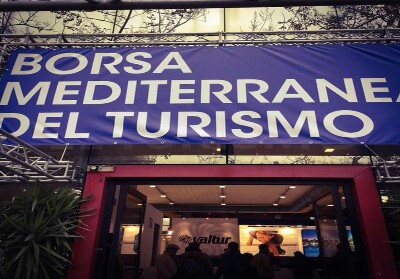 BORSA
MEDITERRANEA
DEL TURISMO
valtur